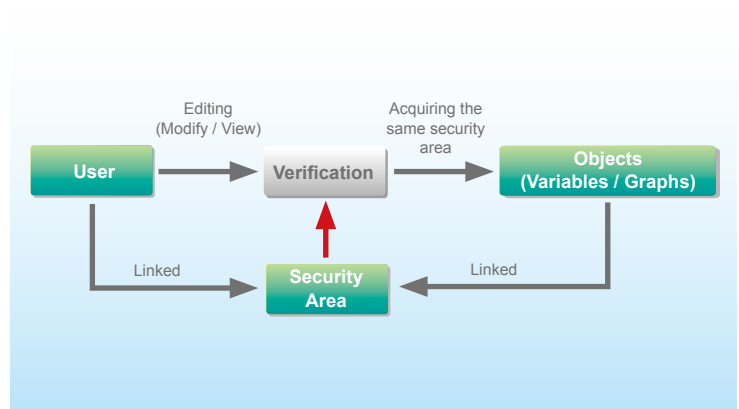 Editing
(Modify / View)
Acquiring the
same security
area
User
Verification
Objects
(Variables / Graphs)
Linked
Security
Area
Linked